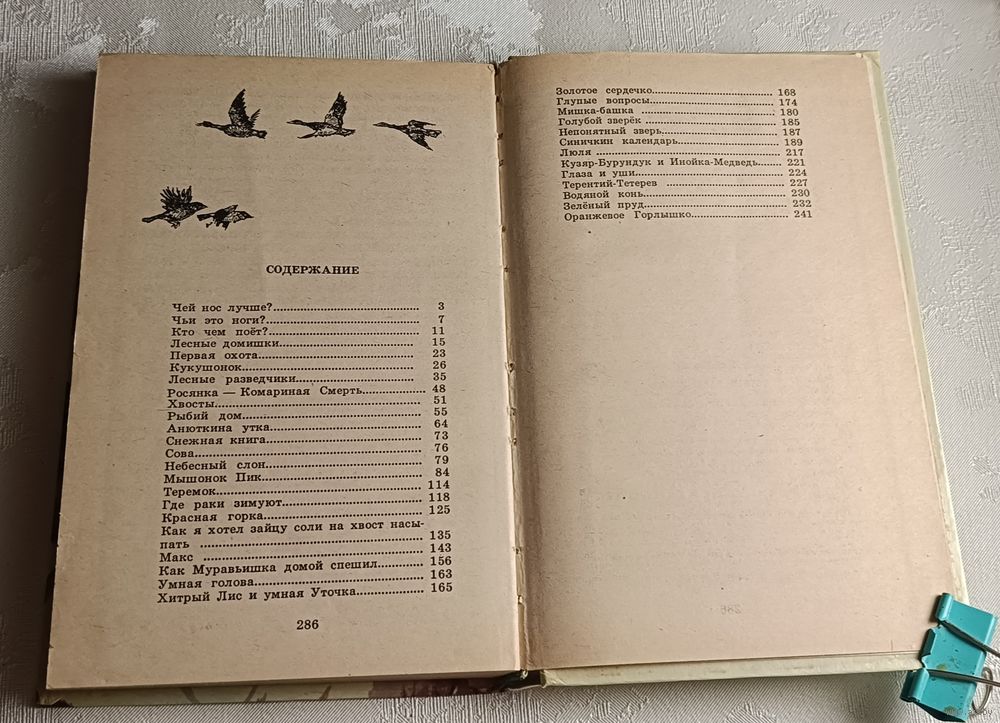 СОДЕРЖАНИЕ
Чей нос лучше?........................ 3
Чьи это ноги?......................... 7
Кто чем поёт?......................... 11
Лесные домишки........................ 15
Первая охота.......................... 23
Кукушонок............................. 26
Лесные разведчики..................... 35
Росянка — Комариная Смерть............ 48
Хвосты................................ 51
Рыбий дом............................. 55
Анюткина утка......................... 64
Снежная книга......................... 73
Сова.................................. 76
Небесный слон......................... 79
Мышонок Пик........................... 84
Теремок............................... 114
Где раки зимуют....................... 118
Красная горка......................... 125
Как я хотел зайцу соли на хвост насы-
пать ................................. 135
Макс ................................. 143
Как Муравьишка домой спешил........... 156
Умная голова.......................... 163
Хитрый Лис и умная Уточка............. 165
286
Золотое сердечко...................... 168
Глупые вопросы........................ 174
Мишка-башка .......................... 180
Голубой зверёк ....................... 185
Непонятный зверь...................... 187
Синичкин календарь.................... 189
Люля ................................. 217
Кузяр-Бурундук и Инойка-Медведь....... 221
Глаза и уши........................... 224
Терентий-Тетерев ..................... 227
Водяной конь.......................... 230
Зелёный пруд.......................... 232
Оранжевое Горлышко.................... 241